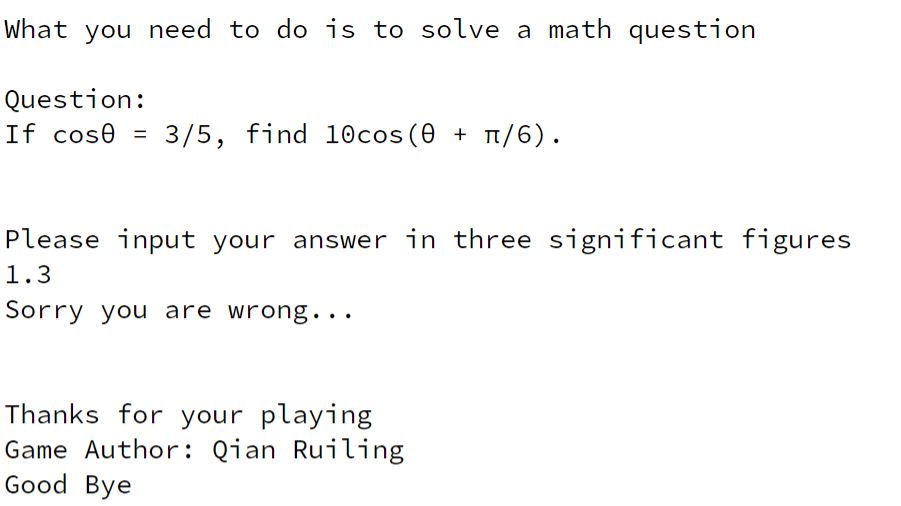 What you need to do is to solve a math question
Question:
If cosθ = 3/5, find 10cos(θ + π/6).
Please input your answer in three significant figures
1.3
Sorry you are wrong...
Thanks for your playing
Game Author: Qian Ruiling
Good Bye